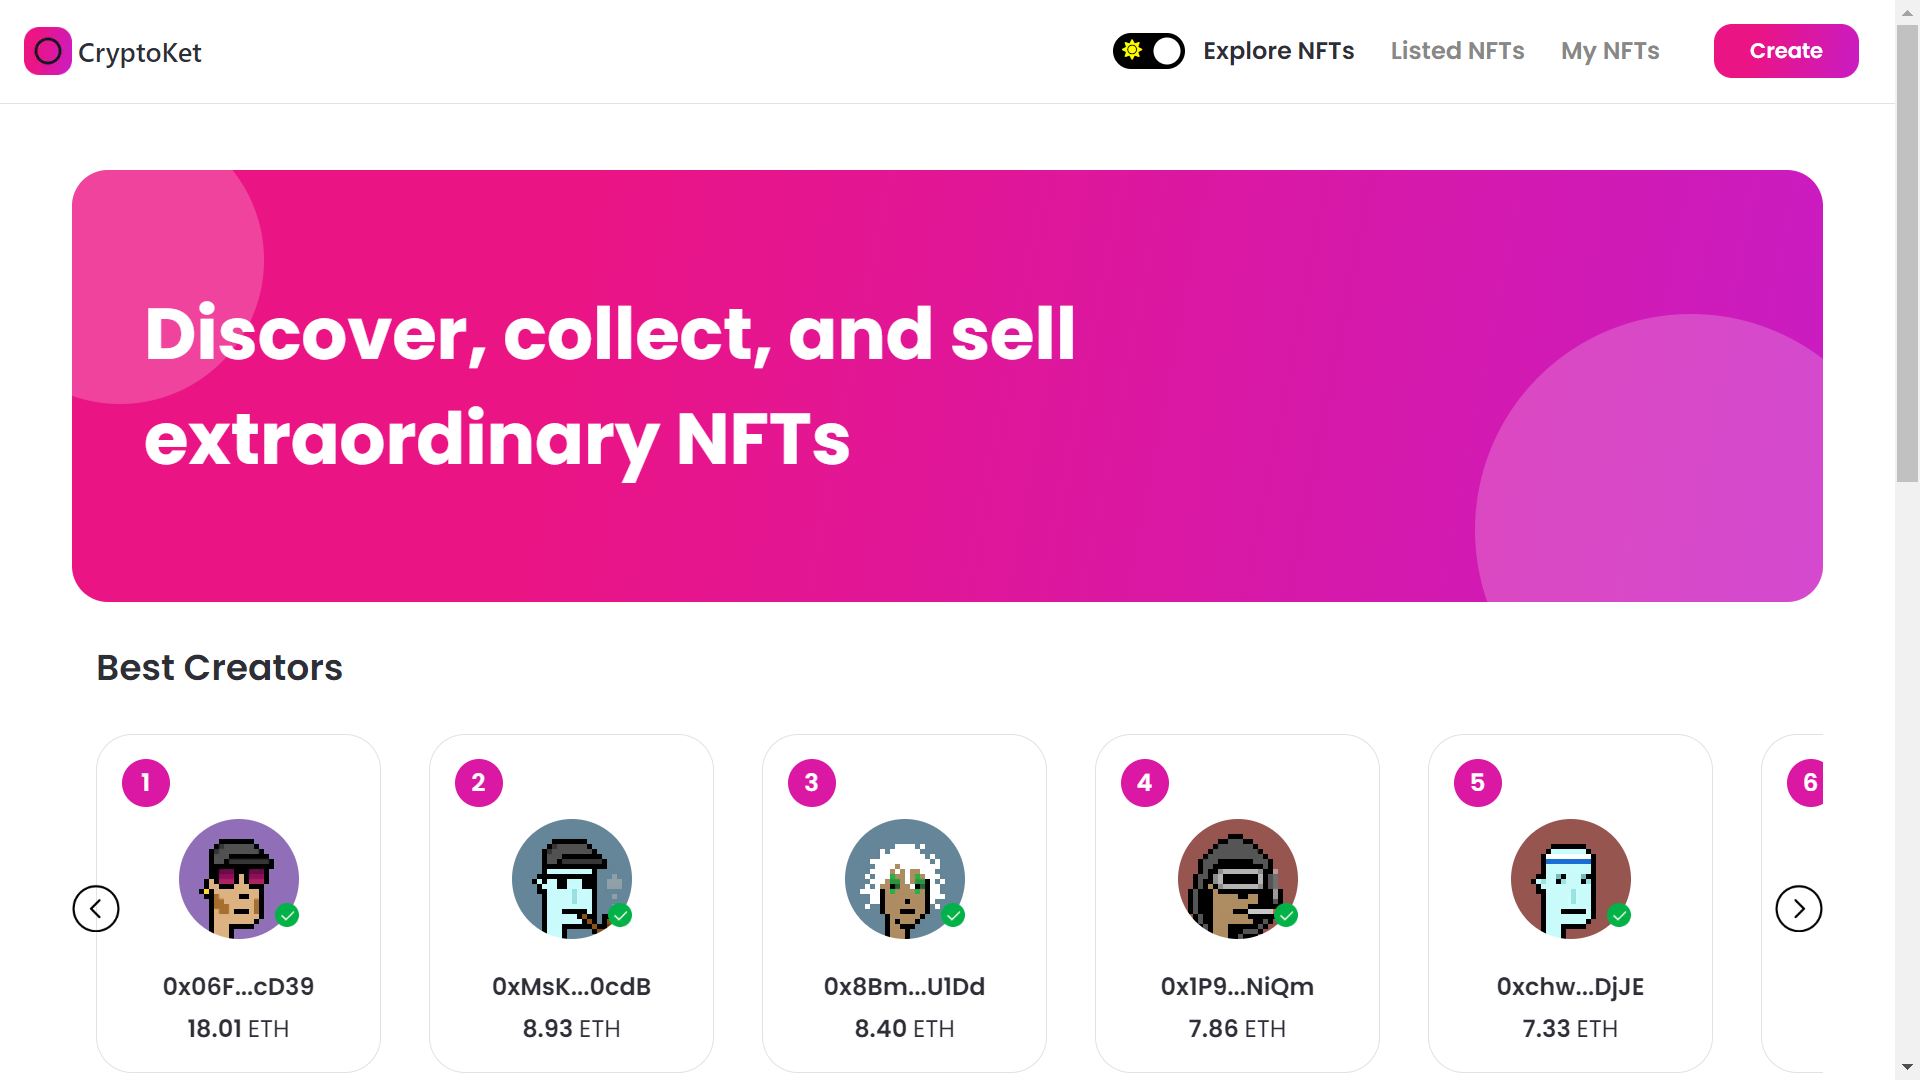 CryptoKet
Explore NFTs
Listed NFTs
My NFTs
Create
Discover, collect, and sell
extraordinary NFTs
Best Creators
1
2
3
4
5
6
0x06F...cD39
0xMsK...0cdB
0x8Bm...U1Dd
0x1P9...NiQm
0xchw...DjJE
18.01 ETH
8.93 ETH
8.40 ETH
7.86 ETH
7.33 ETH